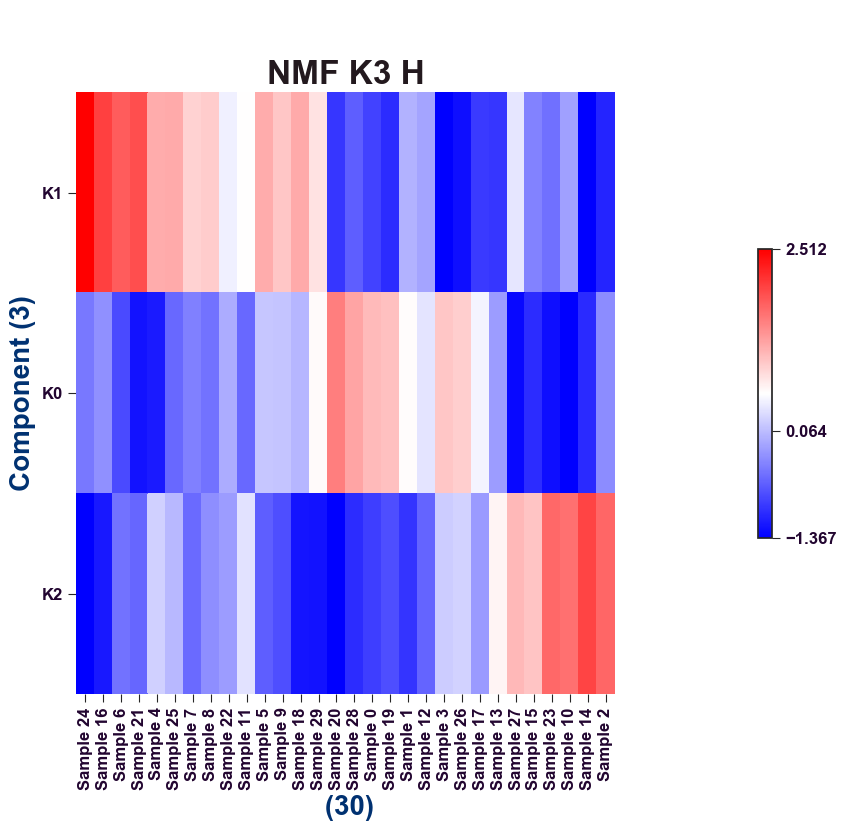 NMF K3 H
K1
K0
K2
Component (3)
2.512
0.064
−1.367
Sample 24
Sample 16
Sample 6
Sample 21
Sample 4
Sample 25
Sample 7
Sample 8
Sample 22
Sample 11
Sample 5
Sample 9
Sample 18
Sample 29
Sample 20
Sample 28
Sample 0
Sample 19
Sample 1
Sample 12
Sample 3
Sample 26
Sample 17
Sample 13
Sample 27
Sample 15
Sample 23
Sample 10
Sample 14
Sample 2
(30)